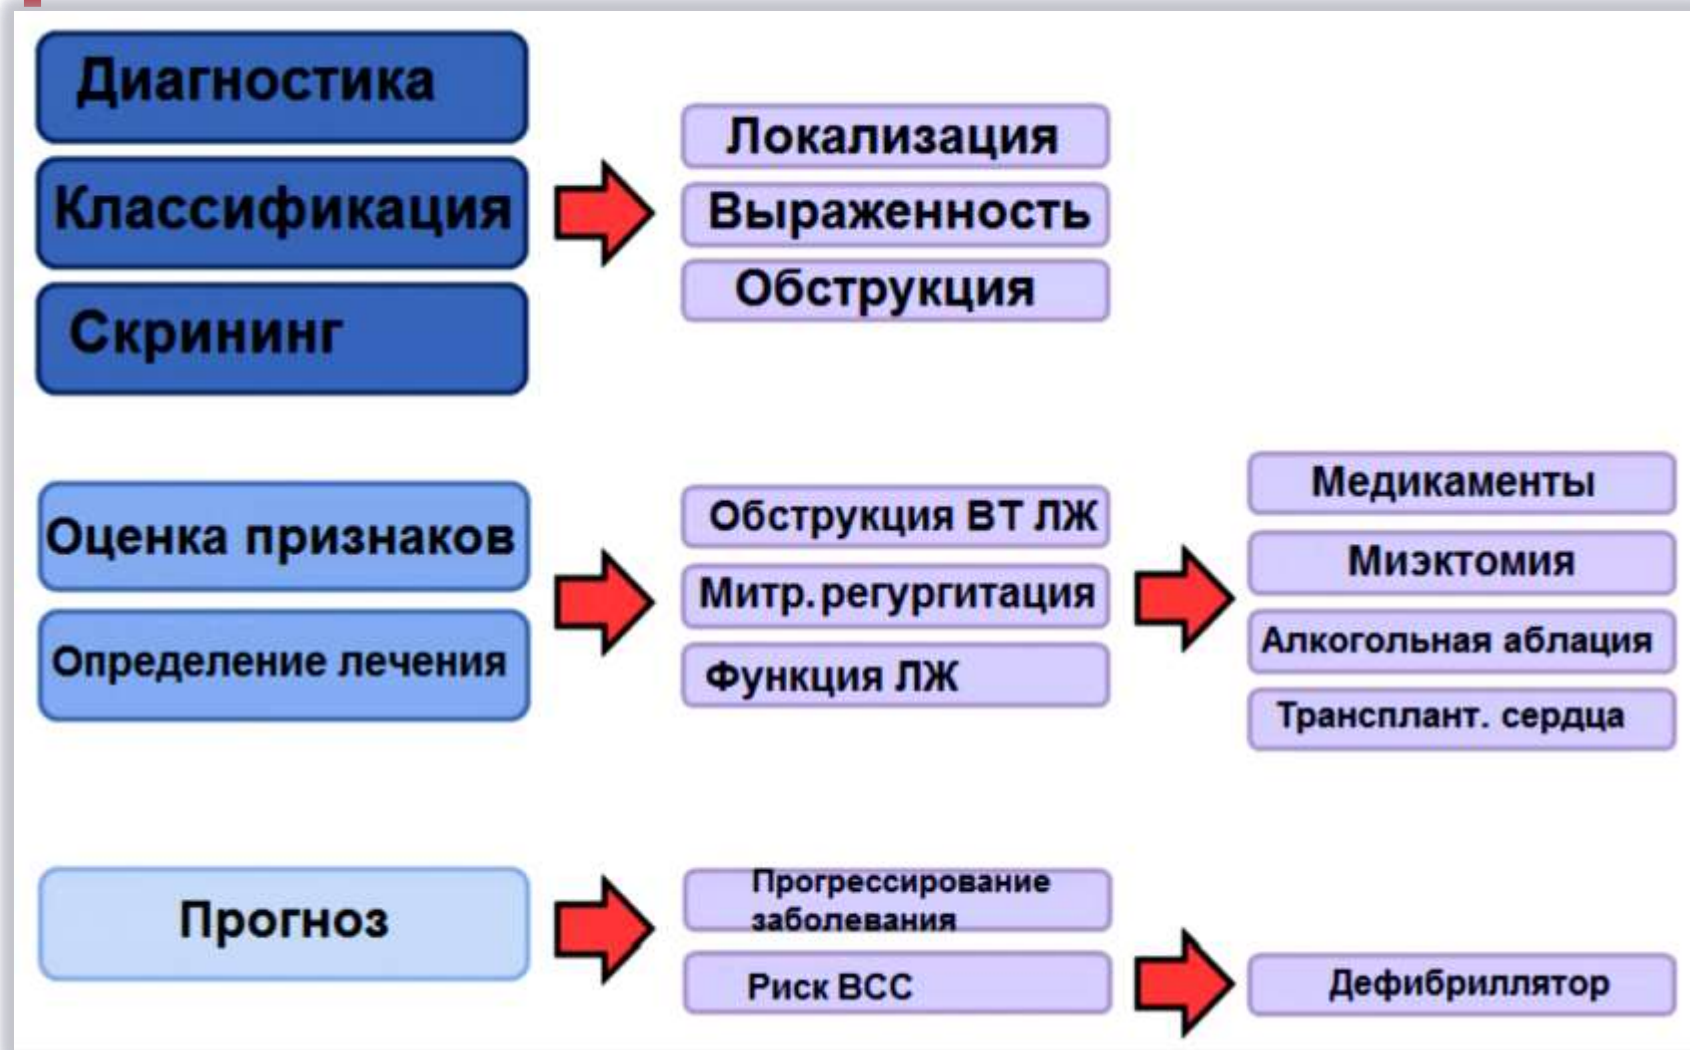 Диагностика
Классификация
Скрининг
Локализация
Выраженность
Обструкция
Оценка признаков
Определение лечения
Обструкция ВТ ЛЖ
Митр.регургитация
Функция ЛЖ
Медикаменты
Миэктомия
Алкогольная аблация
Трансплант. сердца
Прогноз
Прогрессирование
заболевания
Риск ВСС
Дефибриллятор